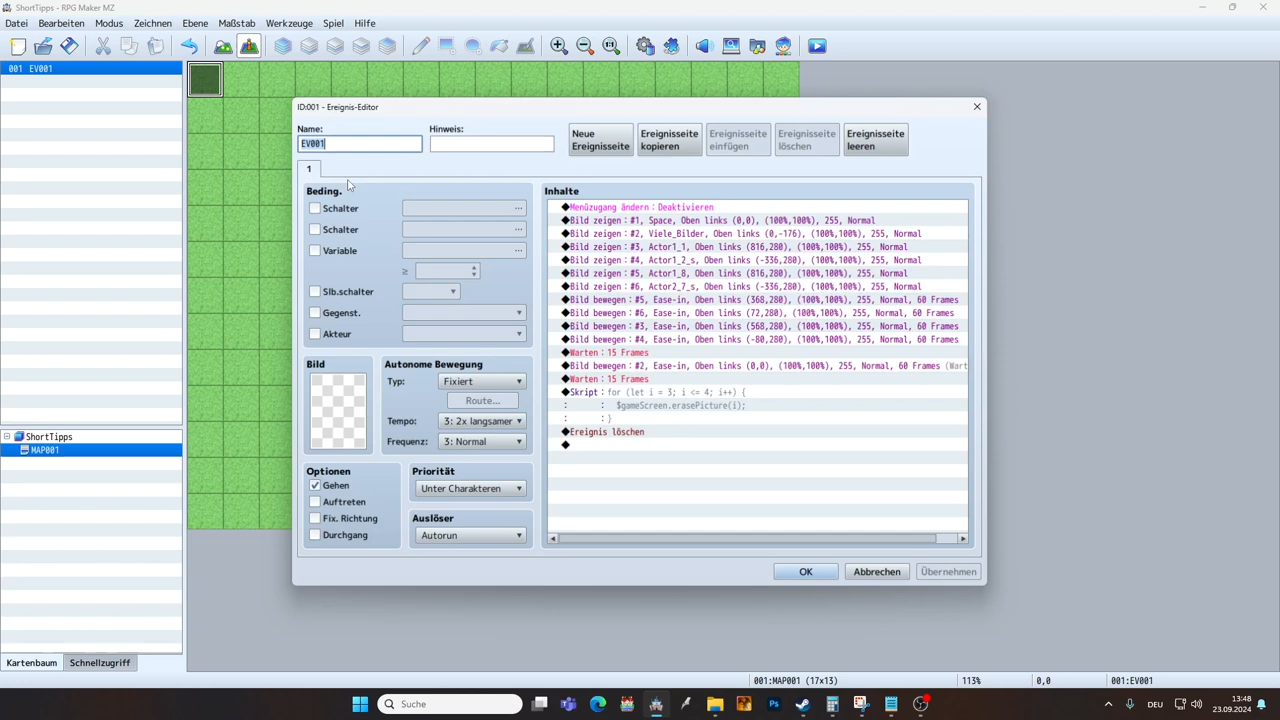 ShortTipps - RPG Maker MZ
Datei Bearbeiten Modus Zeichnen Ebene Maßstab Werkzeuge Spiel Hilfe
001 EV001
ID:001 - Ereignis-Editor
Name:
Hinweis:
EV001
Neue Ereignisseite
Ereignisseite kopieren
Ereignisseite einfügen
Ereignisseite löschen
Ereignisseite leeren
1
Beding.
Schalter ...
Schalter ...
Variable ...
≥
Slb.schalter
Gegenst.
Akteur
Bild
Autonome Bewegung
Typ: Fixiert
Route...
Tempo: 3: 2x langsamer
Frequenz: 3: Normal
Optionen
Gehen
Auftreten
Fix. Richtung
Durchgang
Priorität
Unter Charakteren
Auslöser
Autorun
Inhalte
◆Menüzugang ändern：Deaktivieren
◆Bild zeigen：#1, Space, Oben links (0,0), (100%,100%), 255, Normal
◆Bild zeigen：#2, Viele_Bilder, Oben links (0,-176), (100%,100%), 255, Normal
◆Bild zeigen：#3, Actor1_1, Oben links (816,280), (100%,100%), 255, Normal
◆Bild zeigen：#4, Actor1_2_s, Oben links (-336,280), (100%,100%), 255, Normal
◆Bild zeigen：#5, Actor1_8, Oben links (816,280), (100%,100%), 255, Normal
◆Bild zeigen：#6, Actor2_7_s, Oben links (-336,280), (100%,100%), 255, Normal
◆Bild bewegen：#5, Ease-in, Oben links (368,280), (100%,100%), 255, Normal, 60 Frames
◆Bild bewegen：#6, Ease-in, Oben links (72,280), (100%,100%), 255, Normal, 60 Frames
◆Bild bewegen：#3, Ease-in, Oben links (568,280), (100%,100%), 255, Normal, 60 Frames
◆Bild bewegen：#4, Ease-in, Oben links (-80,280), (100%,100%), 255, Normal, 60 Frames
◆Warten：15 Frames
◆Bild bewegen：#2, Ease-in, Oben links (0,0), (100%,100%), 255, Normal, 60 Frames (Wart
◆Warten：15 Frames
◆Skript：for (let i = 3; i <= 4; i++) {
: : $gameScreen.erasePicture(i);
: : }
◆Ereignis löschen
◆
OK
Abbrechen
Übernehmen
ShortTipps
MAP001
Kartenbaum Schnellzugriff
001:MAP001 (17×13) 113% 0,0 001:EV001
Suche
DEU
13:48
23.09.2024